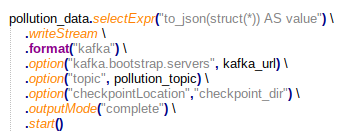 pollution_data.selectExpr("to_json(struct(*)) AS value") \
.writeStream \
.format("kafka") \
.option("kafka.bootstrap.servers", kafka_url) \
.option("topic", pollution_topic) \
.option("checkpointLocation","checkpoint_dir") \
.outputMode("complete") \
.start()